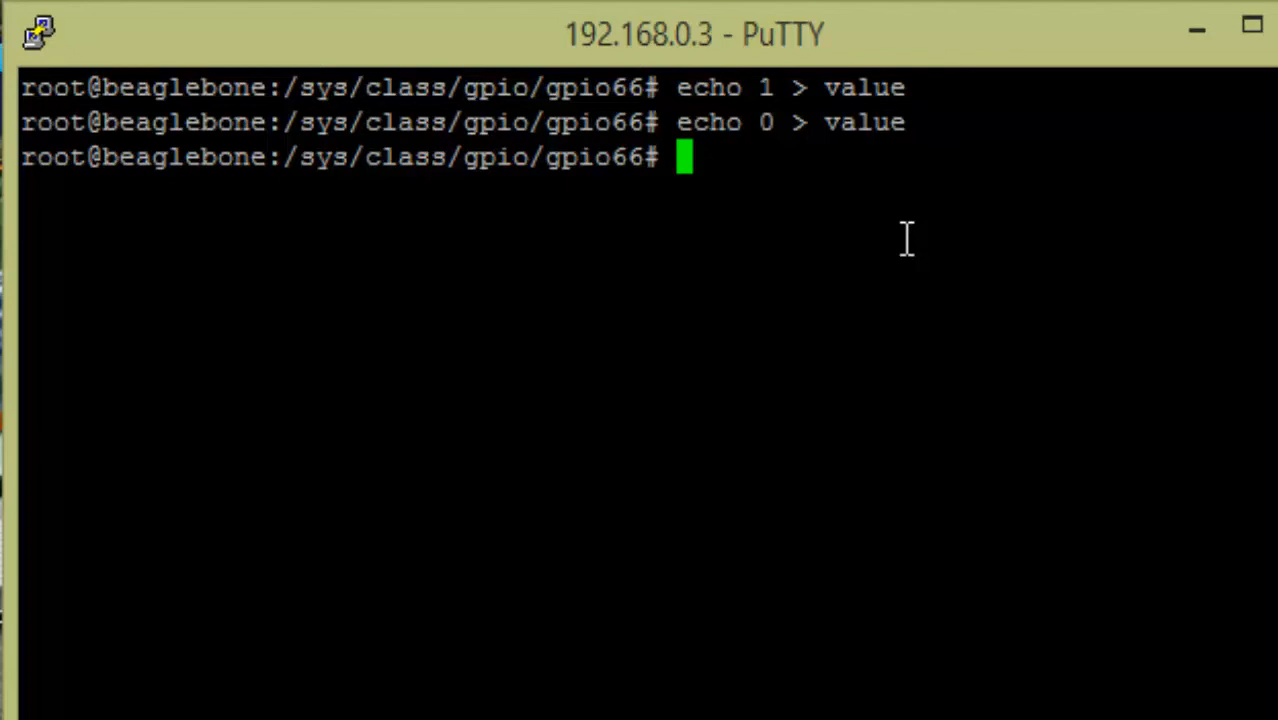 192.168.0.3 - PuTTY
root@beaglebone:/sys/class/gpio/gpio66# echo 1 > value
root@beaglebone:/sys/class/gpio/gpio66# echo 0 > value
root@beaglebone:/sys/class/gpio/gpio66#